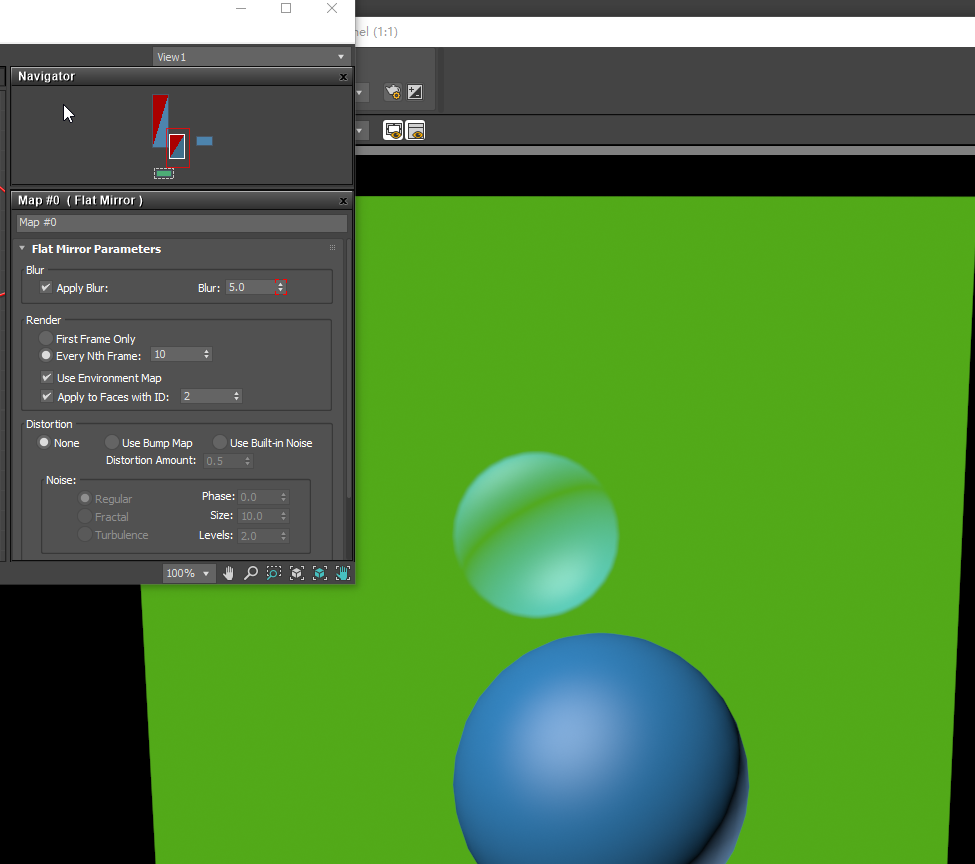 (1:1)
View1
Navigator
Map #0 ( Flat Mirror )
Map #0
Flat Mirror Parameters
Blur
Apply Blur: Blur: 5.0
Render
First Frame Only
Every Nth Frame: 10
Use Environment Map
Apply to Faces with ID: 2
Distortion
None Use Bump Map Use Built-in Noise
Distortion Amount: 0.5
Noise:
Regular Phase: 0.0
Fractal Size: 10.0
Turbulence Levels: 2.0
100%